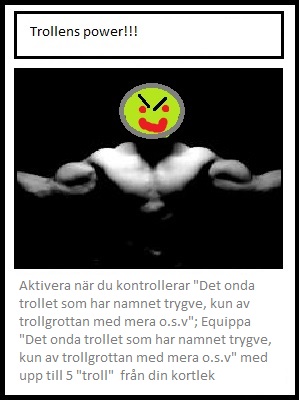 Trollens power!!!
Aktivera när du kontrollerar "Det onda
trollet som har namnet trygve, kun av
trollgrottan med mera o.s.v"; Equippa
"Det onda trollet som har namnet trygve,
kun av trollgrottan med mera o.s.v" med
upp till 5 "troll"  från din kortlek